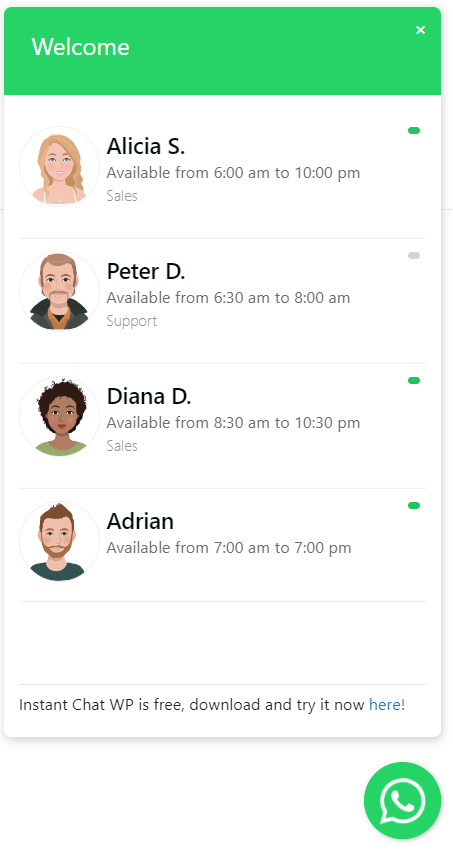 Welcome
×
Alicia S.
Available from 6:00 am to 10:00 pm
Sales
Peter D.
Available from 6:30 am to 8:00 am
Support
Diana D.
Available from 8:30 am to 10:30 pm
Sales
Adrian
Available from 7:00 am to 7:00 pm
Instant Chat WP is free, download and try it now here!